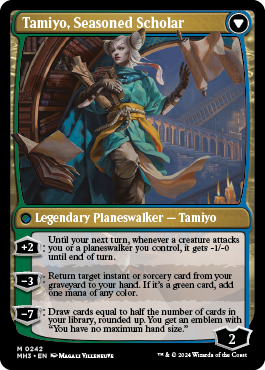 Tamiyo, Seasoned Scholar
Legendary Planeswalker — Tamiyo
+2
Until your next turn, whenever a creature attacks
you or a planeswalker you control, it gets -1/-0
until end of turn.
−3
Return target instant or sorcery card from your
graveyard to your hand. If it's a green card, add
one mana of any color.
−7
Draw cards equal to half the number of cards in
your library, rounded up. You get an emblem with
"You have no maximum hand size."
2
M 0242
MH3 • EN Magali Villeneuve
™ & © 2024 Wizards of the Coast